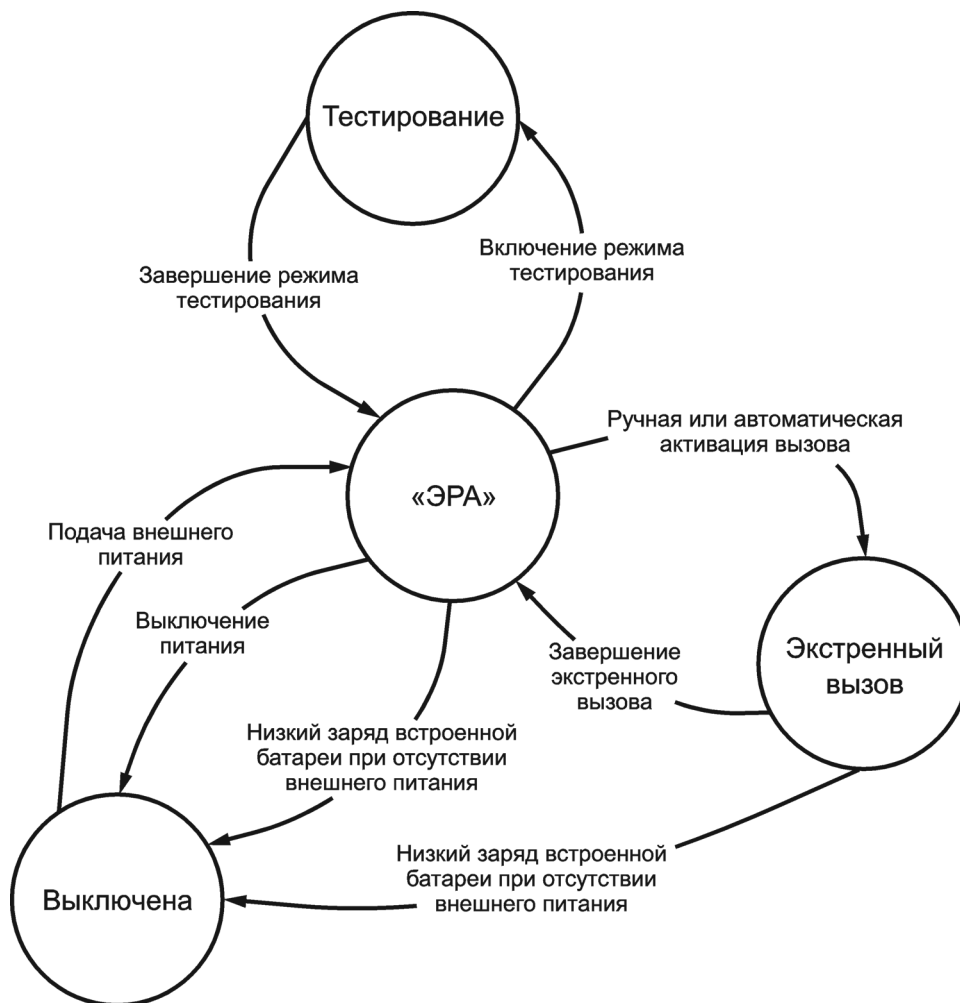 Тестирование
Включение режима
тестирования
Завершение режима
тестирования
Ручная или автоматическая
активация вызова
«ЭРА»
Подача внешнего
питания
Выключение
питания
Завершение
экстренного
вызова
Экстренный
вызов
Низкий заряд встроенной
батареи при отсутствии
внешнего питания
Низкий заряд встроенной
батареи при отсутствии
внешнего питания
Выключена